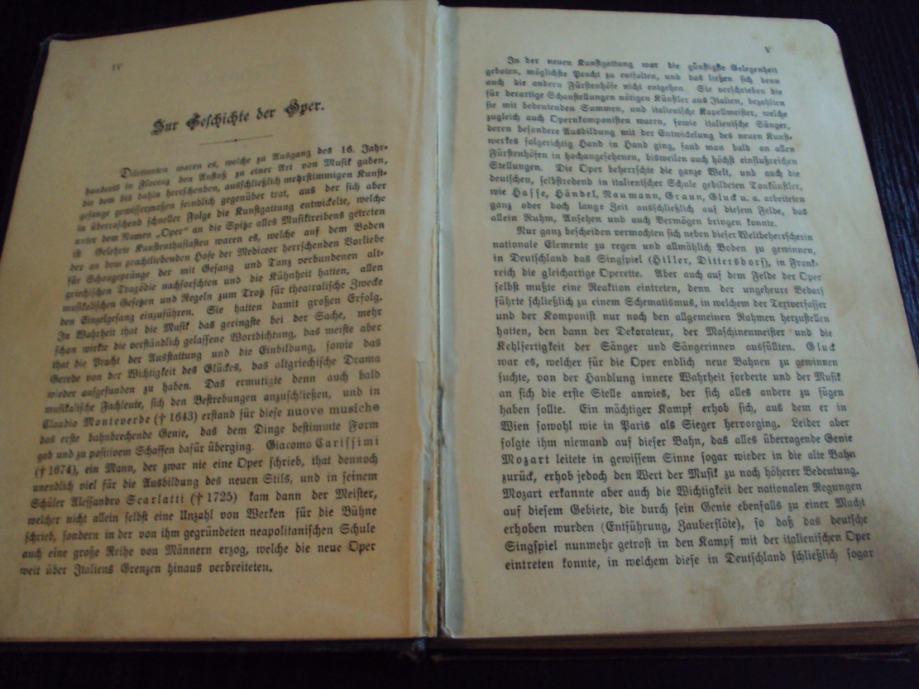 IV
Zur Geschichte der Oper.
Dilettanten waren es, welche zu Ausgang des 16. Jahr-
hunderts in Florenz den Anstoß zu einer Art von Musik gaben,
die dem bis dahin herrschenden, ausschließlich mehrstimmigen Kunst-
gesange gewissermaßen feindlich gegenüber trat, aus der sich aber
in überraschend schneller Folge die Kunstgattung entwickelte, welche
unter dem Namen „Oper“ an die Spitze alles Musiktreibens getreten
ist. Gelehrte Kunstenthusiasten waren es, welche auf dem Boden
der an dem prachtliebenden Hofe der Mediceer herrschenden Vorliebe
für Schaugepränge der mit Gesang und Tanz verbundenen alt-
griechischen Tragödie nachforschten und die Kühnheit hatten, allen
musikalischen Gesetzen und Regeln zum Trotz für theatralische Zwecke
den Einzelgesang einzuführen. Sie hatten damit großen Erfolg.
In Wahrheit that die Musik das geringste bei der Sache, mehr
schon wirkte die verständlich gelassene Wortdichtung, das meiste aber
that die Pracht der Ausstattung und die Einbildung, sowie das
Gerede von der Wichtigkeit des Glückes, das altgriechische Drama
wieder aufgefunden zu haben. Das ermutigte denn auch bald
musikalische Fachleute, sich den Bestrebungen anzuschließen, und in
Claudio Monteverde († 1643) erstand für diese nuove musiche
das erste bahnbrechende Genie, das dem Dinge bestimmte Form
gab und zu positivem Schaffen dafür überging. Giacomo Carissimi
(† 1674), ein Mann, der zwar nie eine Oper schrieb, that dennoch
unendlich viel für die Ausbildung des neuen Stils, und in seinem
Schüler Alessandro Scarlatti († 1725) kam dann der Meister,
welcher nicht allein selbst eine Unzahl von Werken für die Bühne
schrieb, sondern in der von ihm gegründeten neapolitanischen Schule
auch eine große Reihe von Männern erzog, welche die neue Oper
weit über Italiens Grenzen hinaus verbreiteten.
V
In der neuen Kunstgattung war die günstigste Gelegenheit
geboten, möglichste Pracht zu entfalten, und das ließen sich denn
auch die andern Fürstenhöfe nicht entgehen. Sie verschrieben die
für derartige Schaustellungen nötigen Künstler aus Italien, bezahlten
sie mit bedeutenden Summen, und italienische Kapellmeister, welche
zugleich auch Opernkomponisten waren, sowie italienische Sänger,
deren besondere Ausbildung mit der Entwickelung des neuen Kunst-
werkes folgerichtig Hand in Hand ging, fand man bald an allen
Fürstenhöfen in hochangesehenen, bisweilen auch höchst einflußreichen
Stellungen. Die Oper beherrschte die ganze Welt, und auch die
deutschen, selbstredend in italienischer Schule gebildeten Tonkünstler,
wie Hasse, Händel, Naumann, Graun, Gluck u. a. arbeiteten
ganz oder doch lange Zeit ausschließlich auf diesem Felde, das
allein Ruhm, Ansehen und auch Vermögen bringen konnte.
Nur ganz bescheiden vermochten sich neben dieser Weltbeherrscherin
nationale Elemente zu regen und allmählich Boden zu gewinnen,
in Deutschland das Singspiel (Hiller, Dittersdorf), in Frank-
reich die gleichartige Operette. Aber auch auf dem Felde der Oper
selbst mußte eine Reaktion eintreten, denn der ungeheure Bedarf
führte schließlich zu einem Schematismus, in welchem der Textverfasser
und der Komponist nur noch den allgemeinen Rahmen herzustellen
hatten, den dann der Dekorateur, der Maschinenmeister und die
Kehlfertigkeit der Sänger und Sängerinnen ausfüllten. Gluck
war es, welcher für die Oper endlich neue Bahnen zu gewinnen
suchte, von der Handlung innere Wahrheit forderte und der Musik
an sich die erste Stelle anwies, der sich alles andere zu fügen
haben sollte. Ein mächtiger Kampf erhob sich, aus dem er in
Wien sowohl wie in Paris als Sieger hervorging. Leider aber
folgte ihm niemand auf dieser Bahn, das alles überragende Genie
Mozart leitete in gewissem Sinne sogar wieder in die alte Bahn
zurück, erhob jedoch den Wert der Musik zu noch höherer Bedeutung.
Mozart erkannte aber auch die Wichtigkeit der nationalen Regungen
auf diesem Gebiete, die durch sein Genie ebenfalls zu einer Macht
erhoben wurden (Entführung, Zauberflöte), so daß das deutsche
Singspiel nunmehr getrost in den Kampf mit der italienischen Oper
eintreten konnte, in welchem diese in Deutschland schließlich sogar